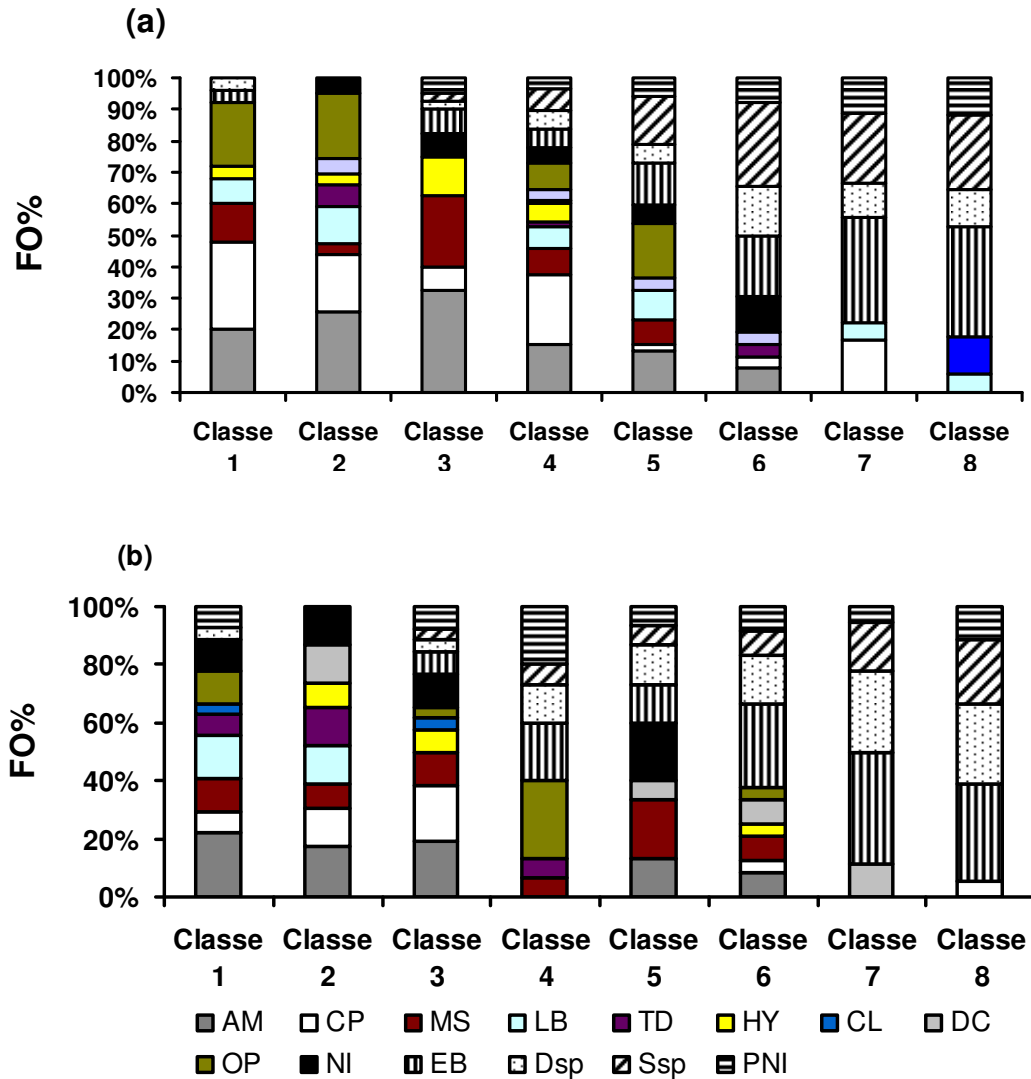 (a)
100%
90%
80%
70%
60%
50%
40%
30%
20%
10%
0%
FO%
Classe 1
Classe 2
Classe 3
Classe 4
Classe 5
Classe 6
Classe 7
Classe 8
(b)
100%
80%
60%
40%
20%
0%
FO%
Classe 1
Classe 2
Classe 3
Classe 4
Classe 5
Classe 6
Classe 7
Classe 8
AM CP MS LB TD HY CL DC
OP NI EB Dsp Ssp PNI